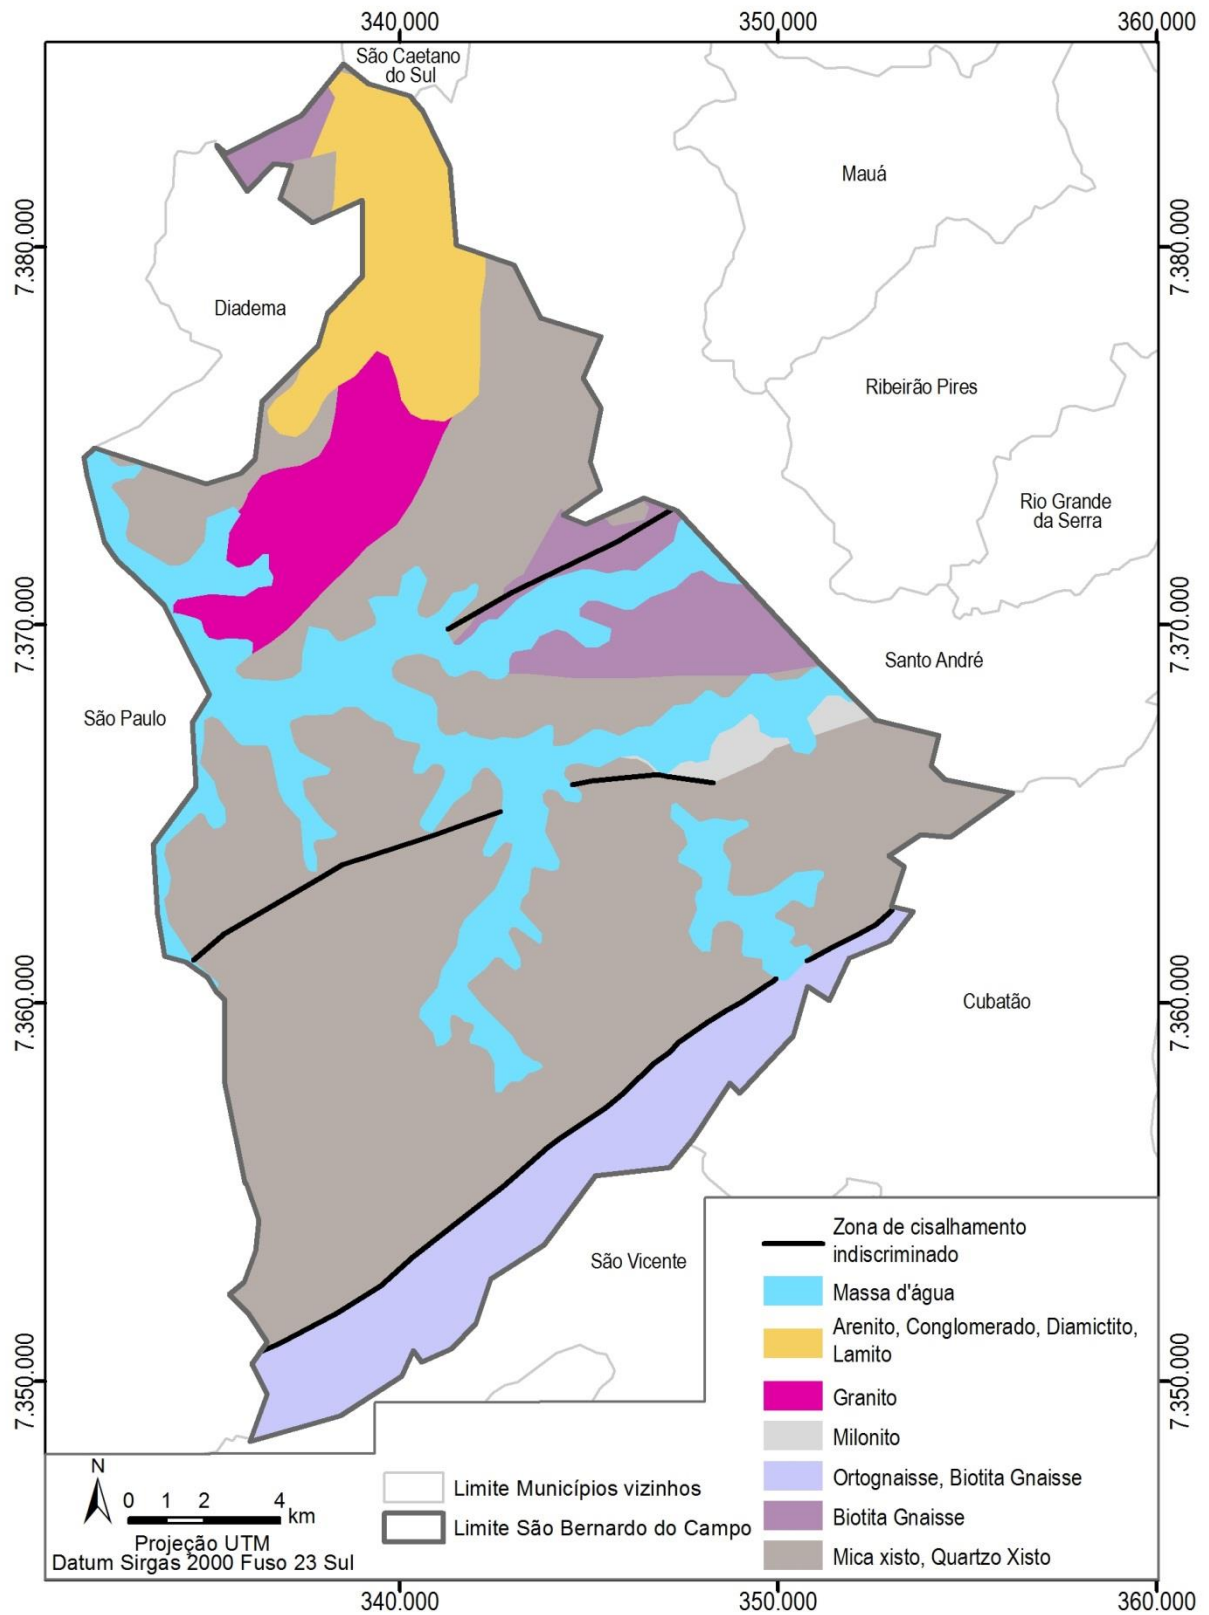 340.000
350.000
360.000
São Caetano
do Sul
Mauá
7.380.000
7.380.000
Diadema
Ribeirão Pires
Rio Grande
da Serra
7.370.000
7.370.000
Santo André
São Paulo
7.360.000
7.360.000
Cubatão
São Vicente
Zona de cisalhamento
indiscriminado
Massa d'água
Arenito, Conglomerado, Diamictito,
Lamito
7.350.000
7.350.000
Granito
Milonito
Ortognaisse, Biotita Gnaisse
Biotita Gnaisse
Mica xisto, Quartzo Xisto
N
0 1 2 4
km
Projeção UTM
Datum Sirgas 2000 Fuso 23 Sul
Limite Municípios vizinhos
Limite São Bernardo do Campo
340.000
350.000
360.000